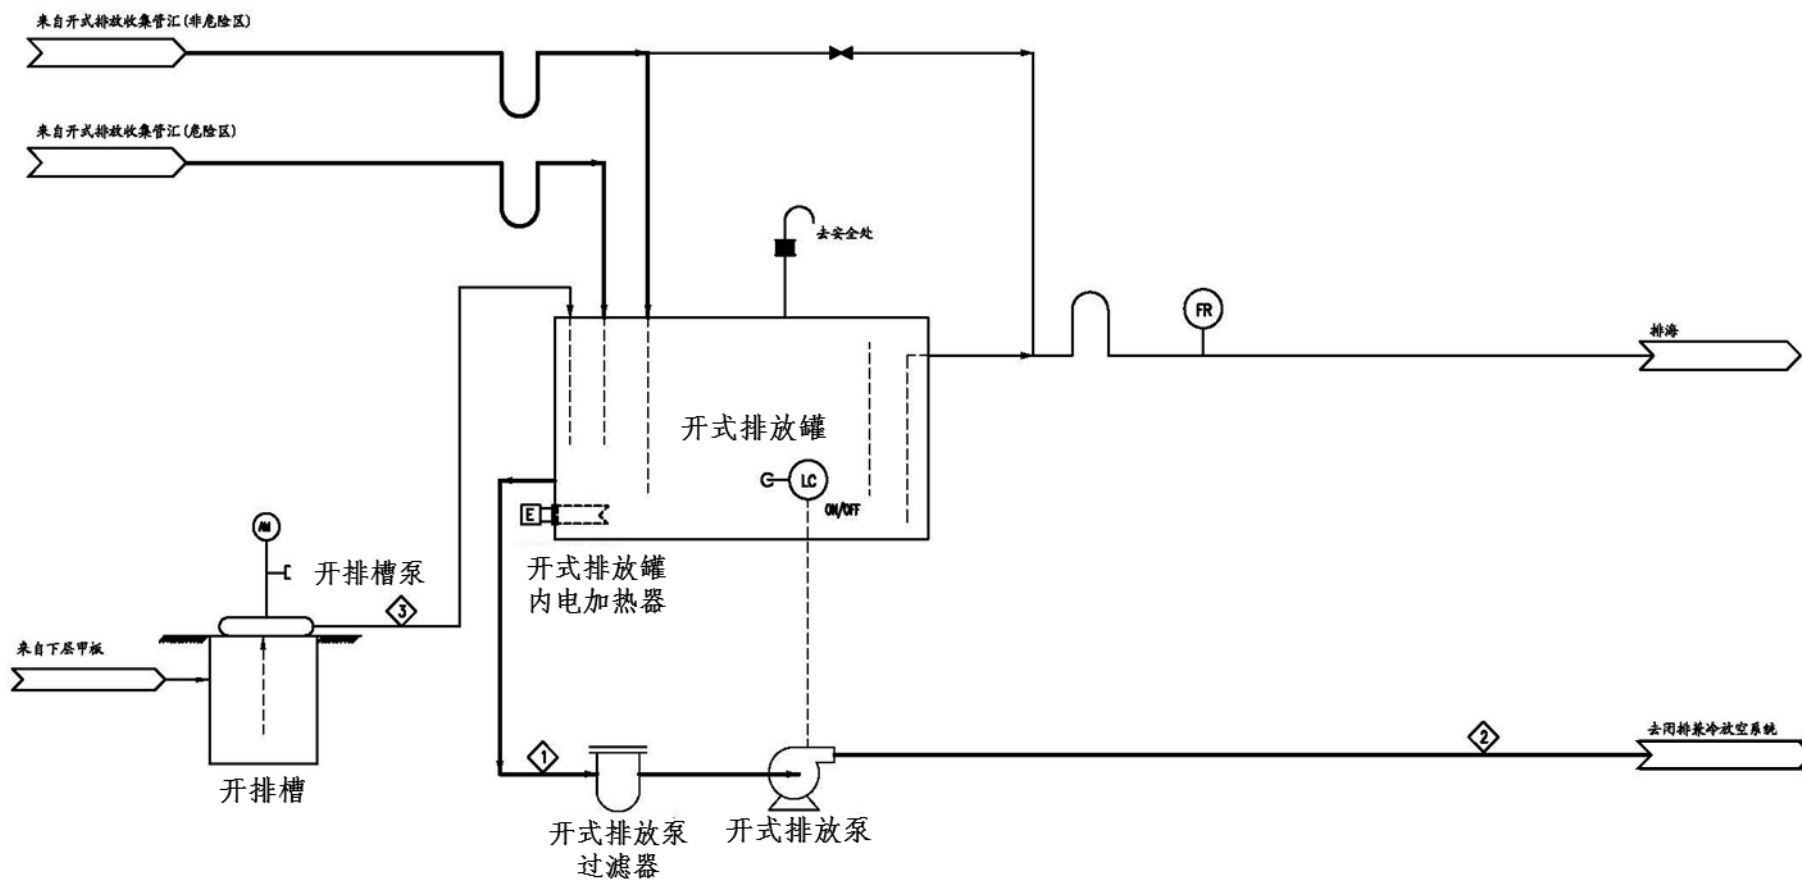 来自开式排放收集管汇(非危险区)
来自开式排放收集管汇(危险区)
去安全处
FR
排海
开式排放罐
LC
ON/OFF
E
AM
开排槽泵
开式排放罐
内电加热器
3
来自下层甲板
去闭排兼冷放空系统
2
1
开排槽
开式排放泵
过滤器
开式排放泵